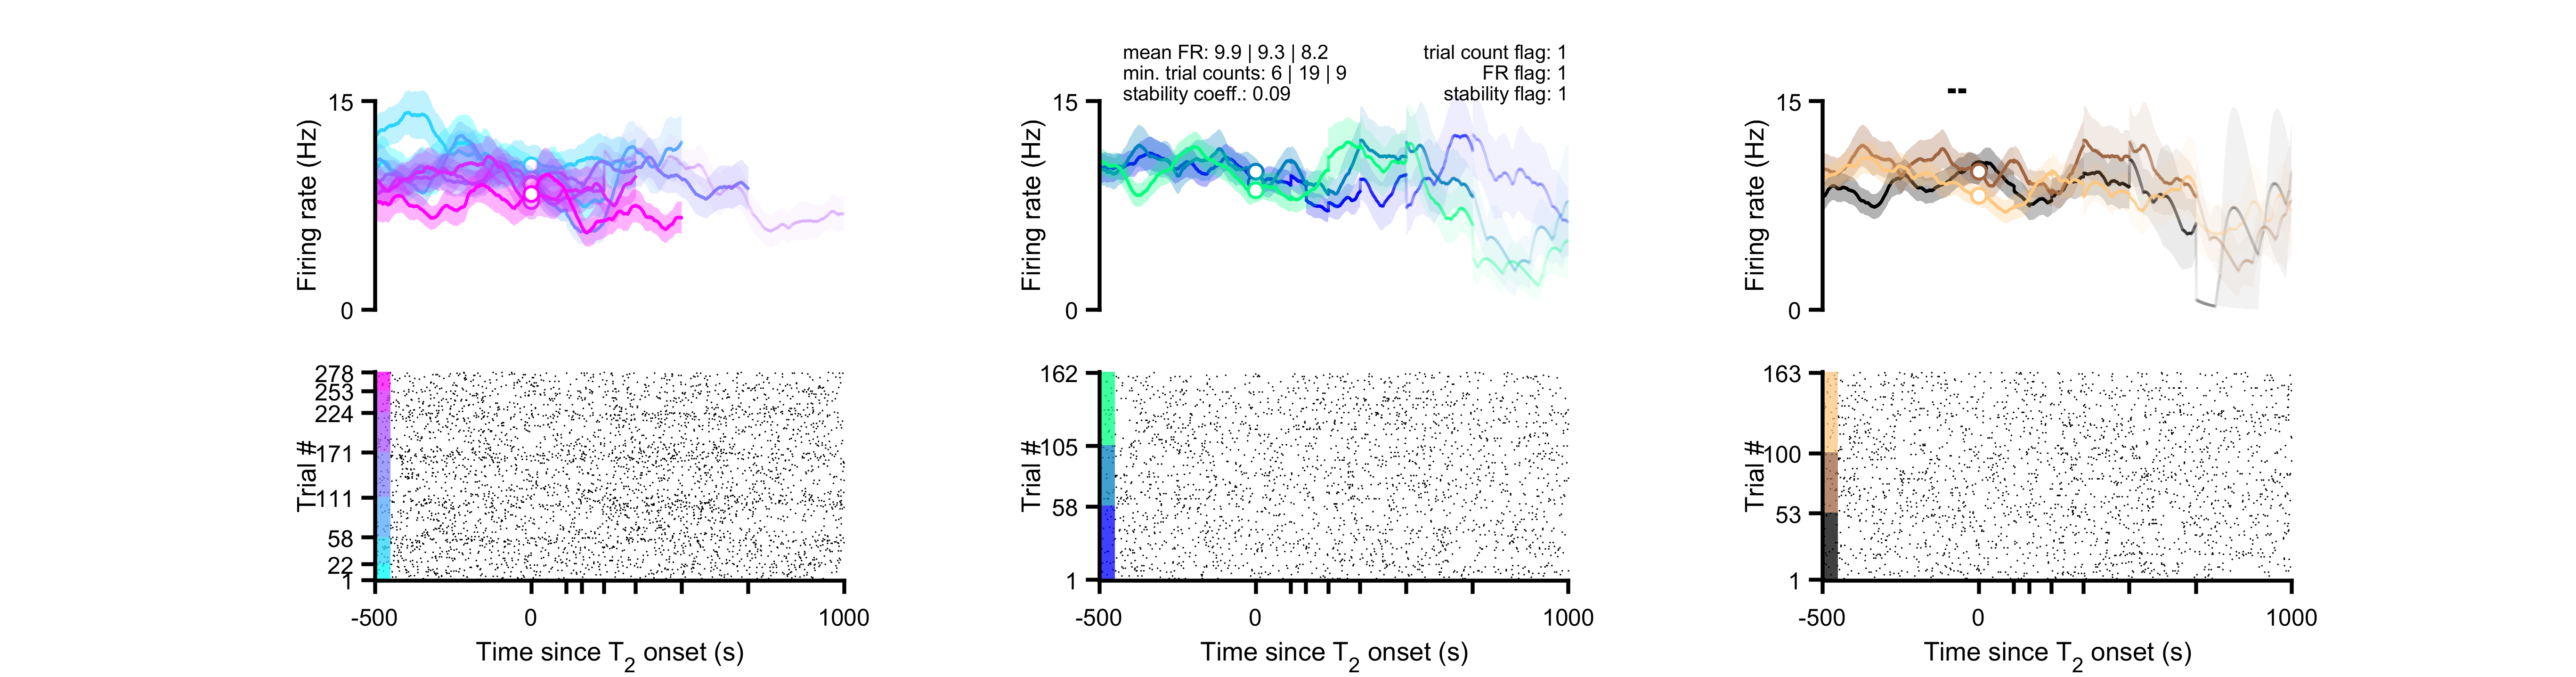 mean FR: 9.9 | 9.3 | 8.2
min. trial counts: 6 | 19 | 9
stability coeff.: 0.09
trial count flag: 1
FR flag: 1
stability flag: 1
--
15
0
Firing rate (Hz)
15
0
Firing rate (Hz)
15
0
Firing rate (Hz)
278
253
224
171
111
58
22
1
Trial #
-500
0
1000
Time since T2 onset (s)
162
105
58
1
Trial #
-500
0
1000
Time since T2 onset (s)
163
100
53
1
Trial #
-500
0
1000
Time since T2 onset (s)